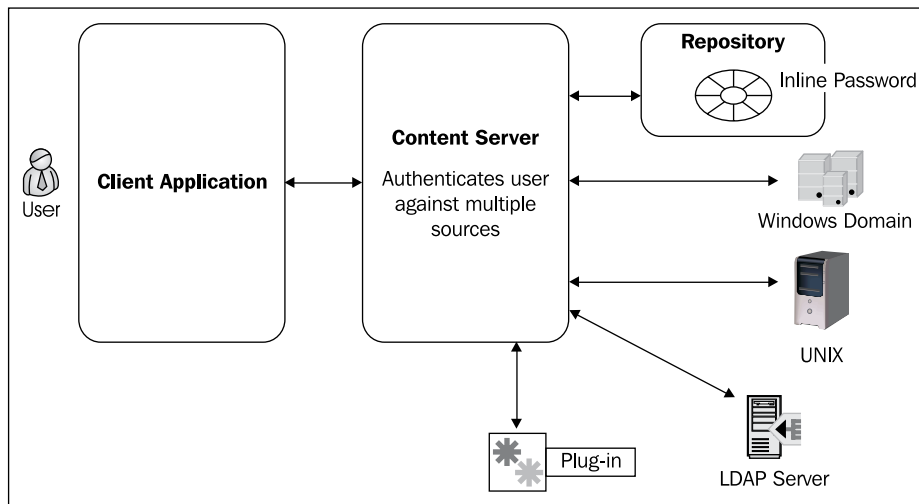 User
Client Application
Content Server
Authenticates user
against multiple
sources
Repository
Inline Password
Windows Domain
UNIX
LDAP Server
Plug-in